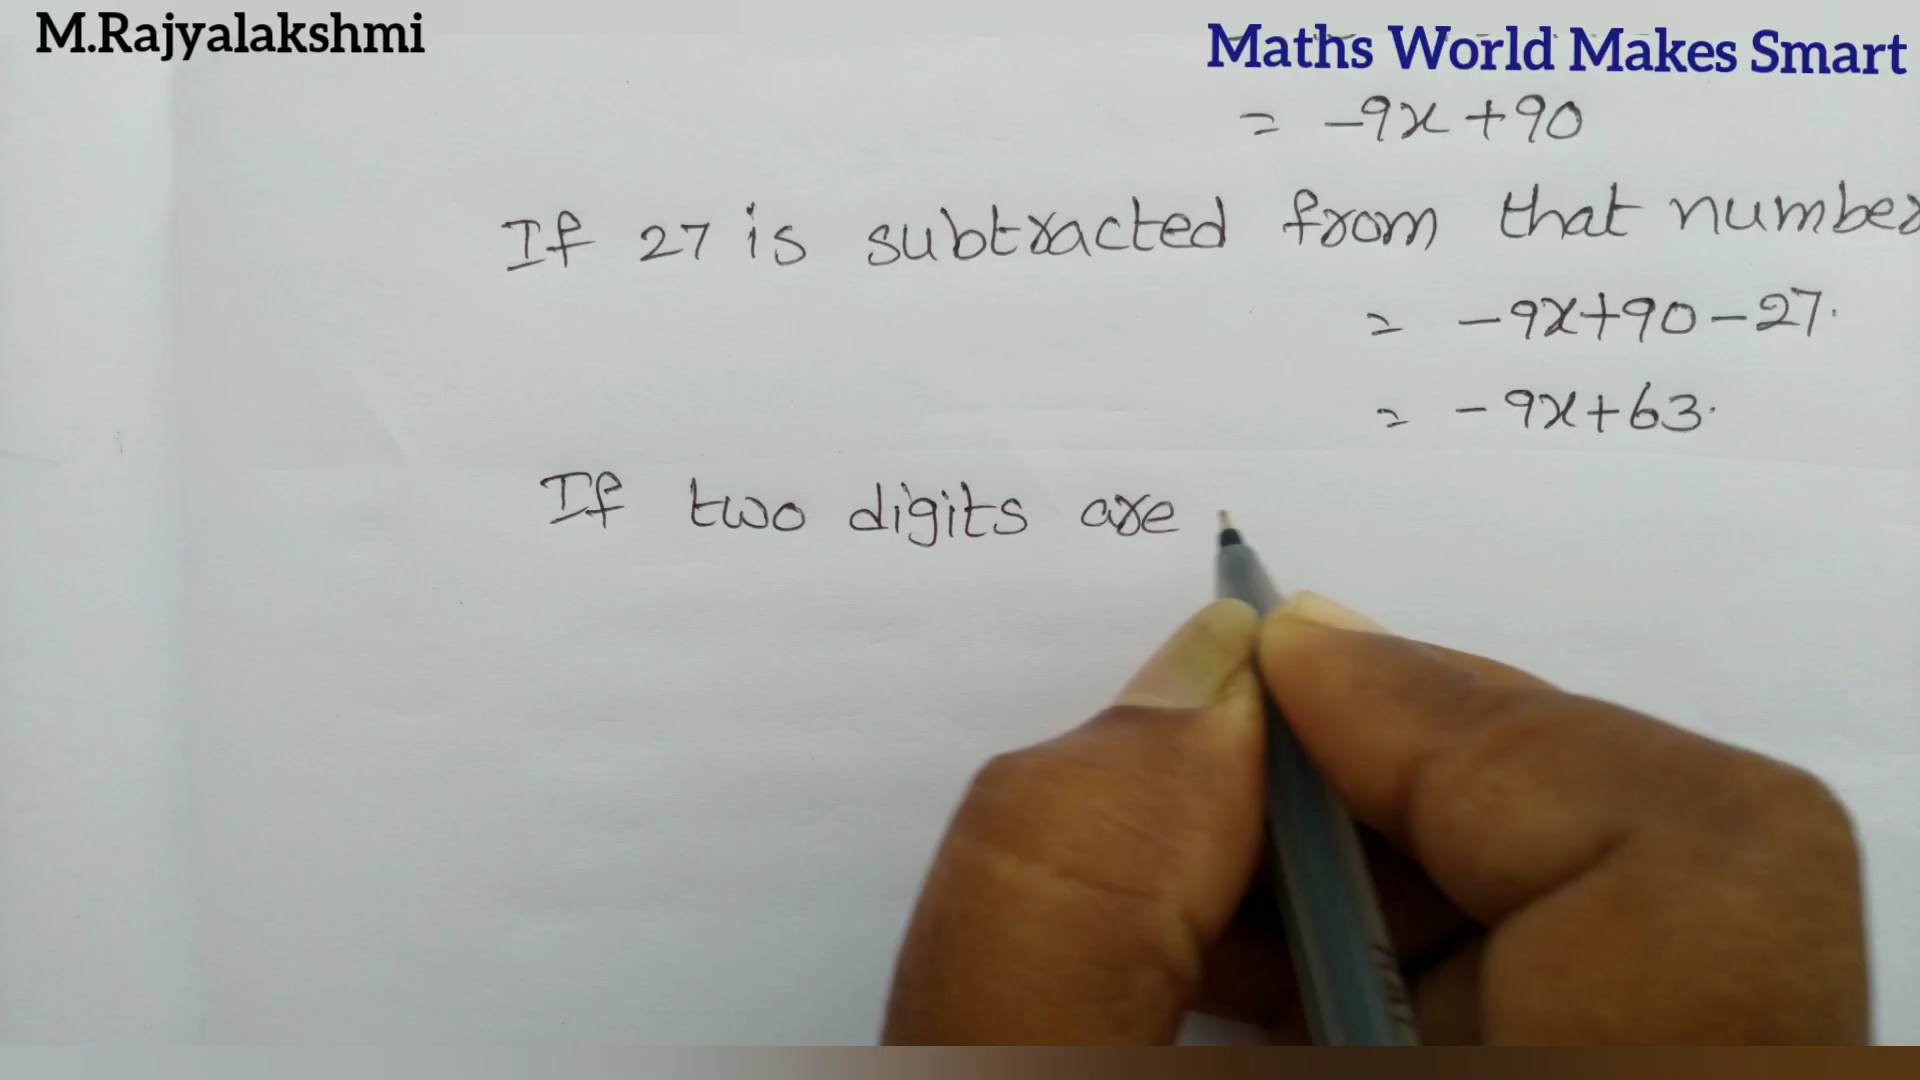 M.Rajyalakshmi
Maths World Makes Smart
= -9x+90
If 27 is subtracted from that number
= -9x+90-27.
= -9x+63.
If two digits are